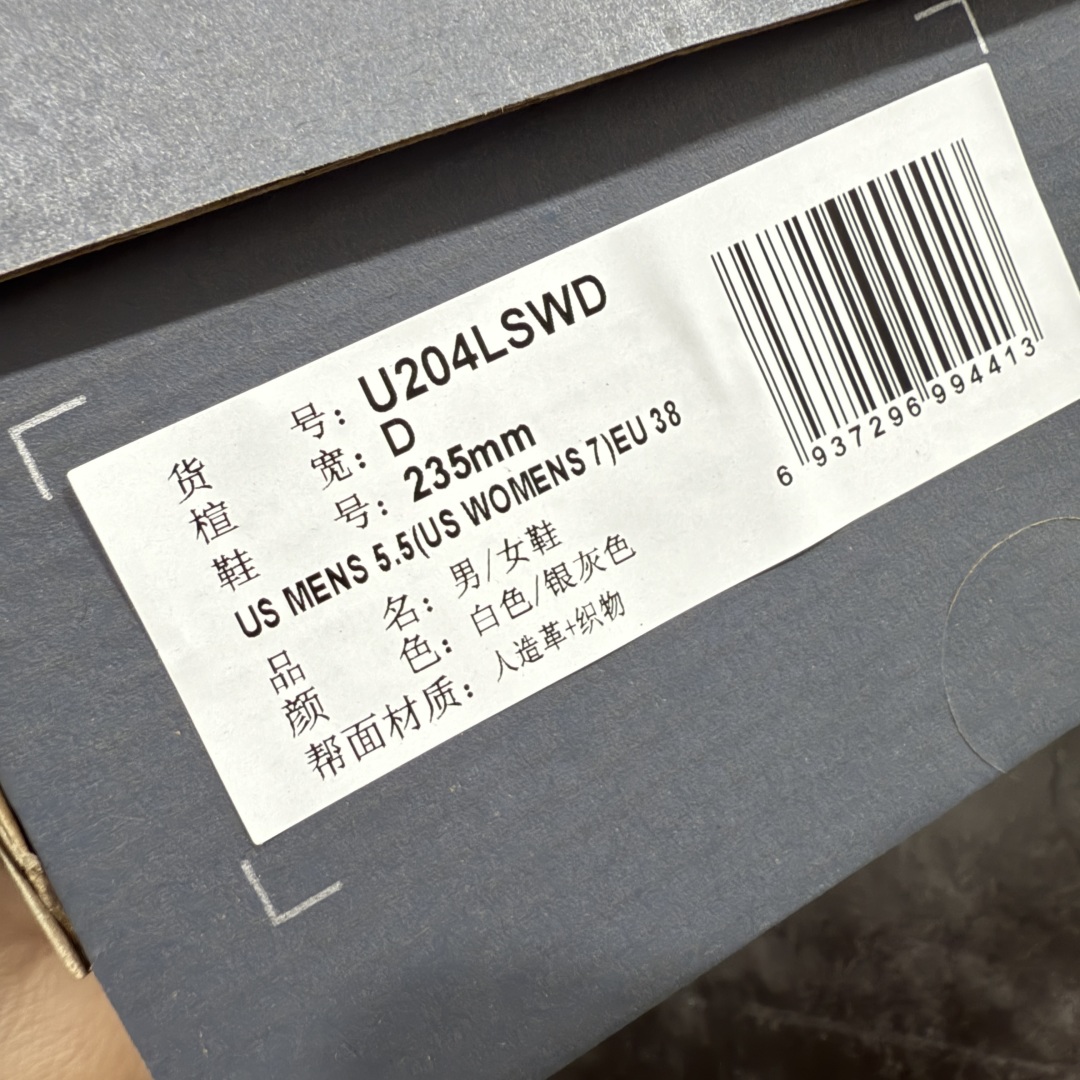 货 号：U204LSWD
楦 宽：D
鞋 号：235mm
US MENS 5.5(US WOMENS 7)EU 38
品 名：男/女鞋
颜 色：白色/银灰色
帮面材质：人造革+织物
6 937296 994413